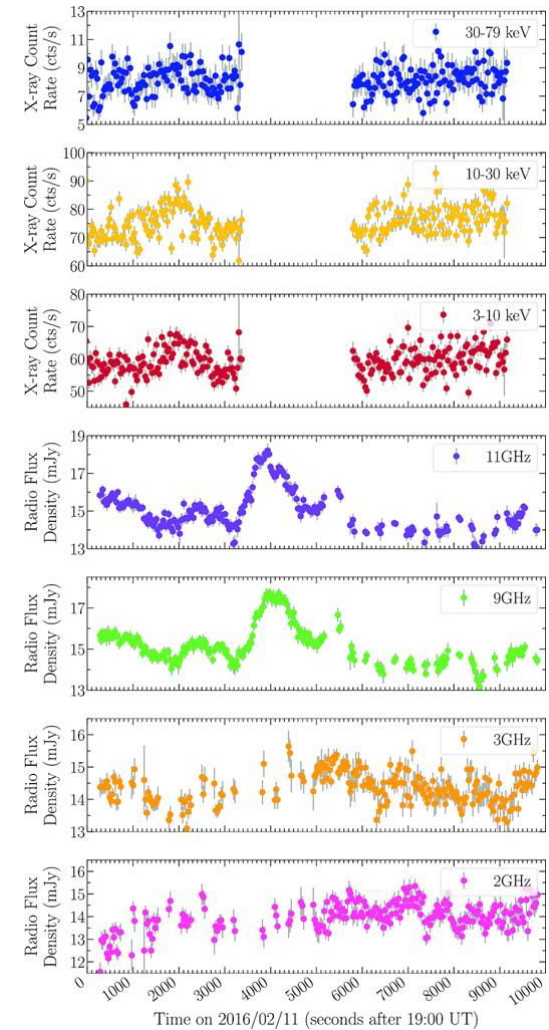 13
11
9
7
5
X-ray Count
Rate (cts/s)
30-79 keV
100
90
80
70
60
X-ray Count
Rate (cts/s)
10-30 keV
80
70
60
50
X-ray Count
Rate (cts/s)
3-10 keV
19
17
15
13
Radio Flux
Density (mJy)
11GHz
17
15
13
Radio Flux
Density (mJy)
9GHz
16
15
14
13
Radio Flux
Density (mJy)
3GHz
16
15
14
13
12
Radio Flux
Density (mJy)
2GHz
0
1000
2000
3000
4000
5000
6000
7000
8000
9000
10000
Time on 2016/02/11 (seconds after 19:00 UT)